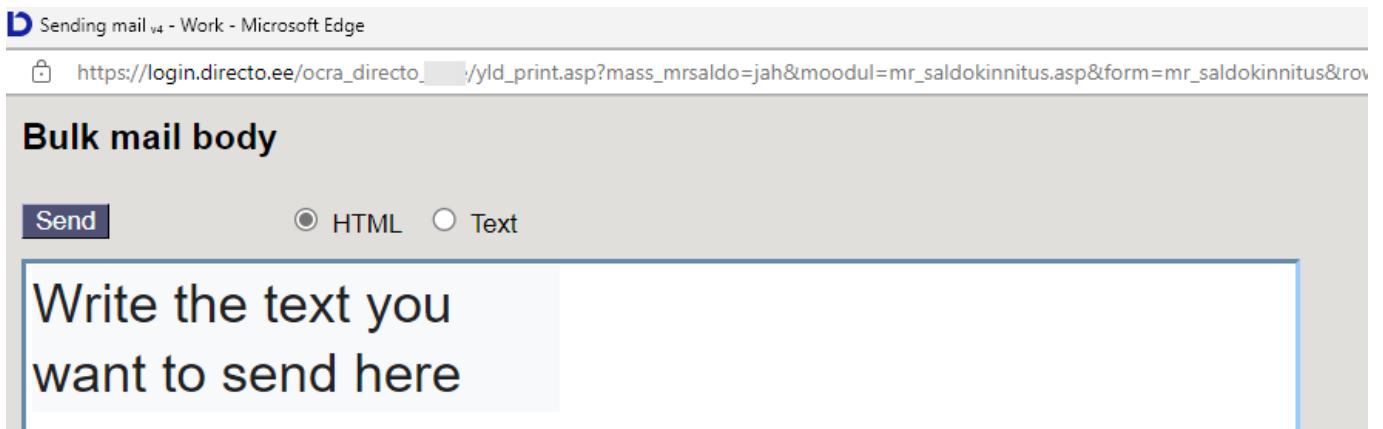 Sending mail v4 - Work - Microsoft Edge
https://login.directo.ee/ocra_directo_ /yld_print.asp?mass_mrsaldo=jah&moodul=mr_saldokinnitus.asp&form=mr_saldokinnitus&rov
Bulk mail body
Send HTML Text
Write the text you
want to send here